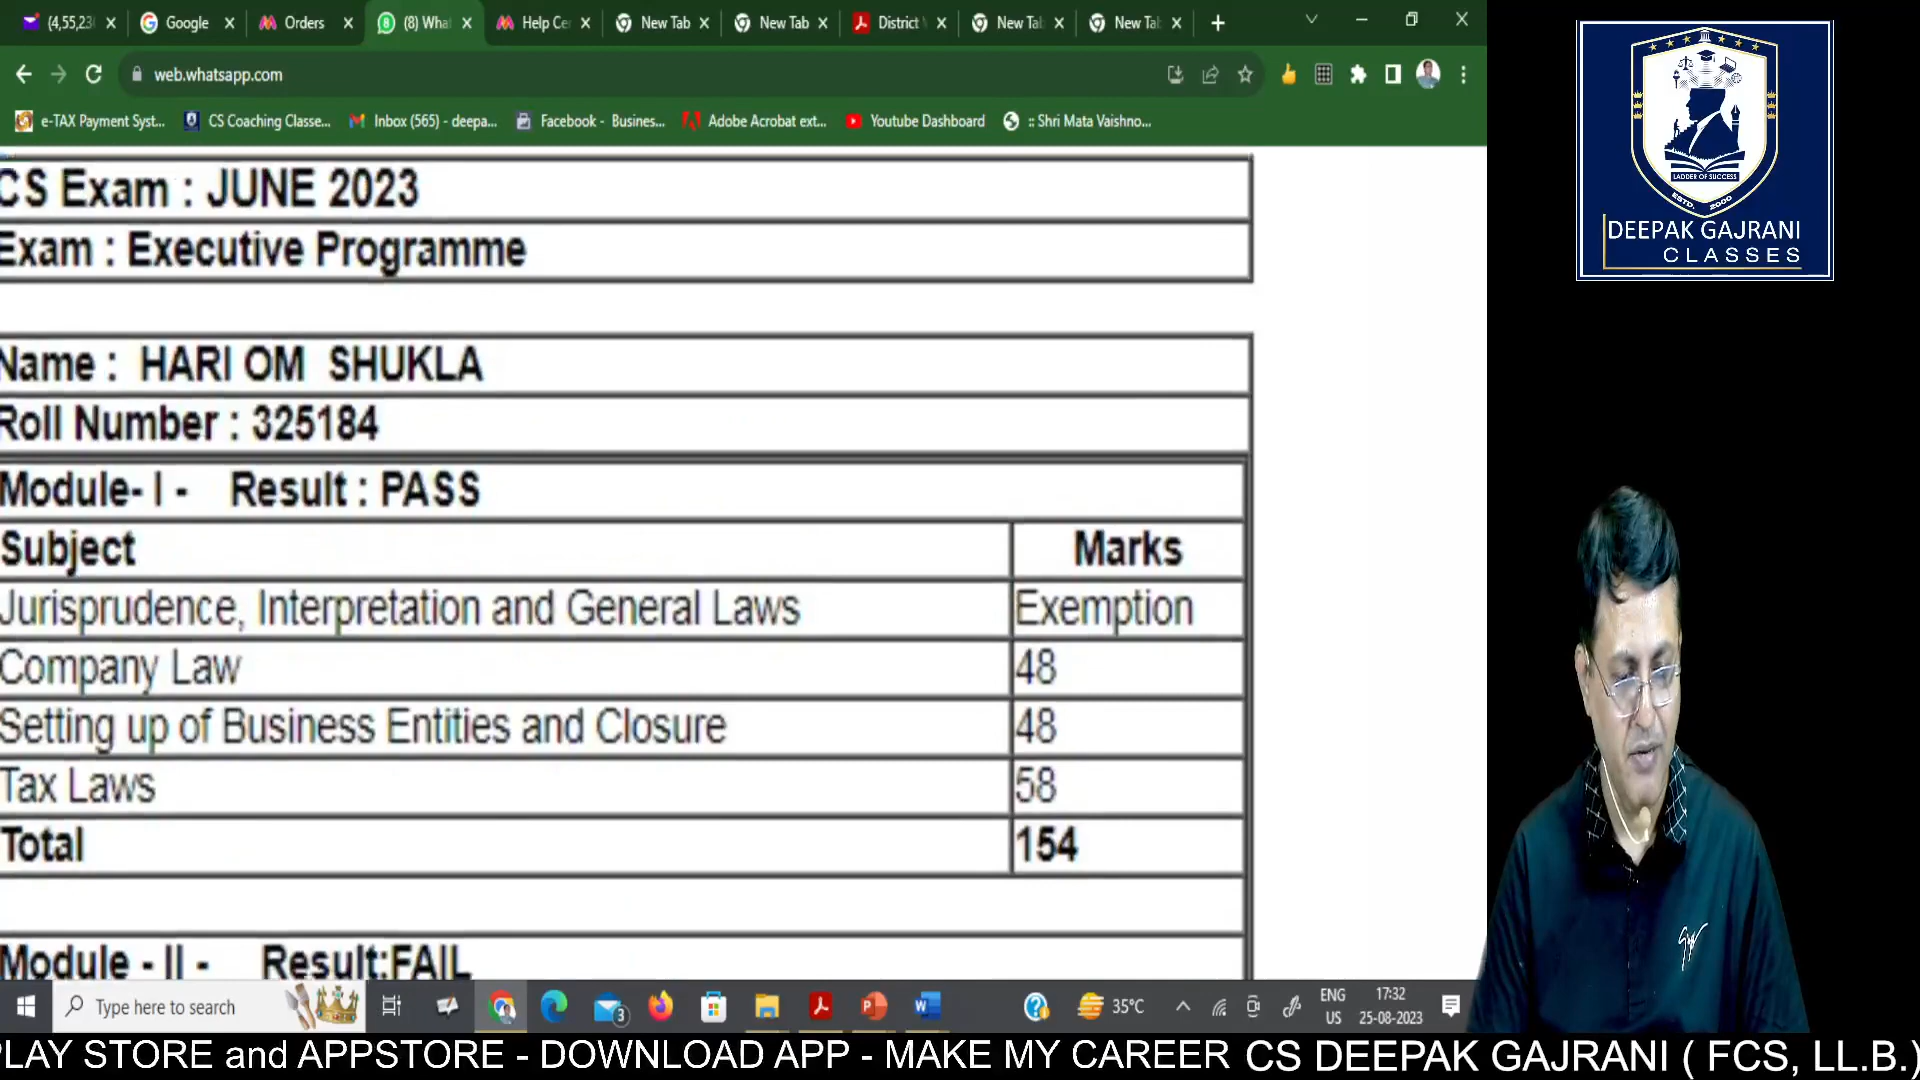 (4,55,23
Google
Orders
(8) Wha
Help Ce
New Tab
New Tab
District
New Tab
New Tab
web.whatsapp.com
e-TAX Payment Syst...
CS Coaching Classe...
Inbox (565) - deepa...
Facebook - Busines...
Adobe Acrobat ext...
Youtube Dashboard
:: Shri Mata Vaishno...
CS Exam : JUNE 2023
Exam : Executive Programme
Name : HARI OM SHUKLA
Roll Number : 325184
Module- I - Result : PASS
Subject Marks
Jurisprudence, Interpretation and General Laws Exemption
Company Law 48
Setting up of Business Entities and Closure 48
Tax Laws 58
Total 154
Module - II - Result:FAIL
LADDER OF SUCCESS
ESTD. 2000
DEEPAK GAJRANI
CLASSES
Type here to search
3
35°C
ENG
US
17:32
25-08-2023
PLAY STORE and APPSTORE - DOWNLOAD APP - MAKE MY CAREER CS DEEPAK GAJRANI ( FCS, LL.B.)